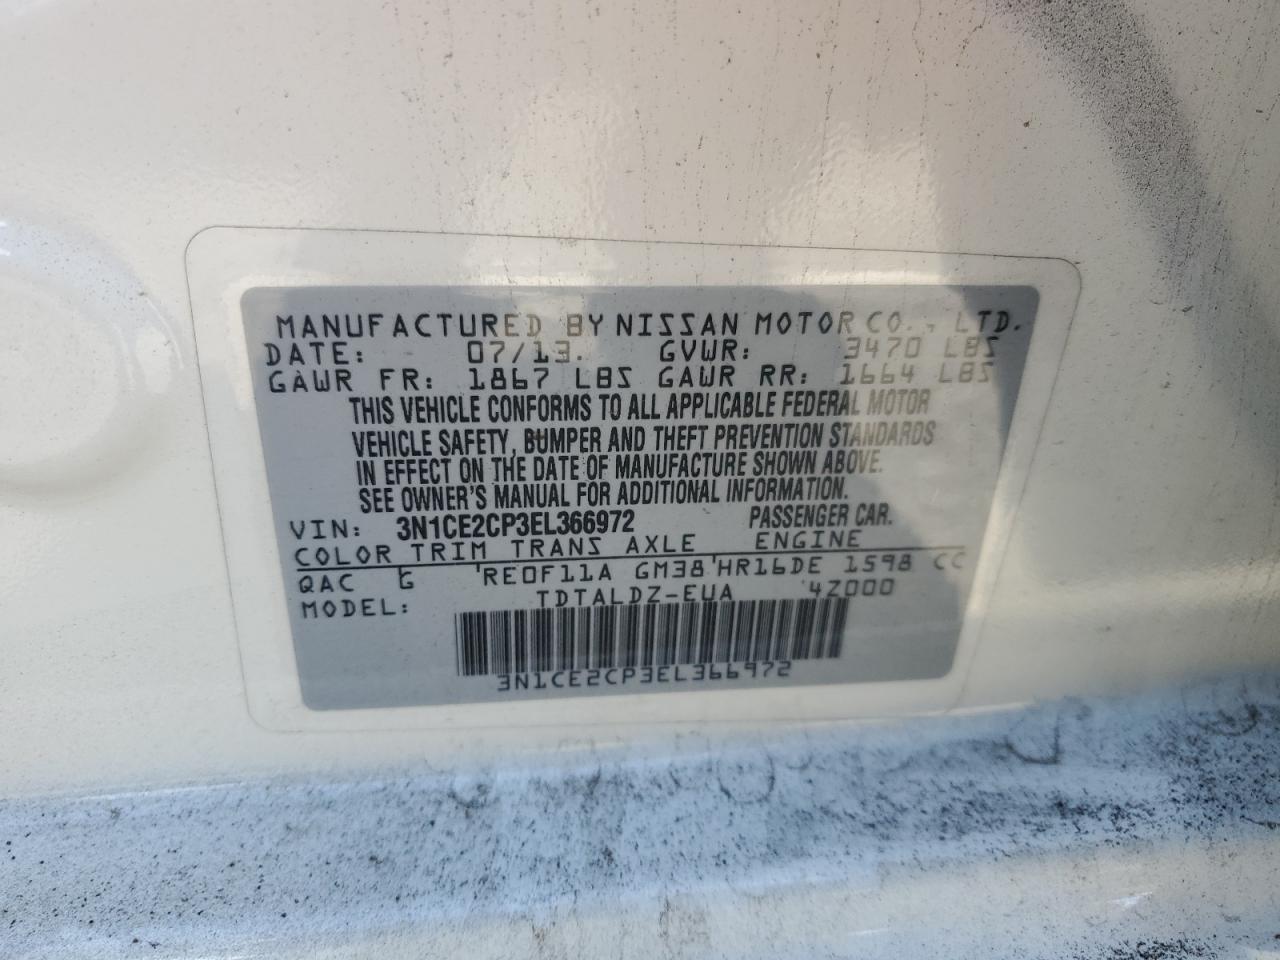 MANUFACTURED BY NISSAN MOTOR CO., LTD.
DATE: 07/13. GVWR: 3470 LBS
GAWR FR: 1867 LBS GAWR RR: 1664 LBS
THIS VEHICLE CONFORMS TO ALL APPLICABLE FEDERAL MOTOR
VEHICLE SAFETY, BUMPER AND THEFT PREVENTION STANDARDS
IN EFFECT ON THE DATE OF MANUFACTURE SHOWN ABOVE.
SEE OWNER'S MANUAL FOR ADDITIONAL INFORMATION.
VIN: 3N1CE2CP3EL366972 PASSENGER CAR.
COLOR TRIM TRANS AXLE ENGINE
QAC G RE0F11A GM38 HR16DE 1598 CC
MODEL: TDTALDZ-EUA 4Z000
3N1CE2CP3EL366972